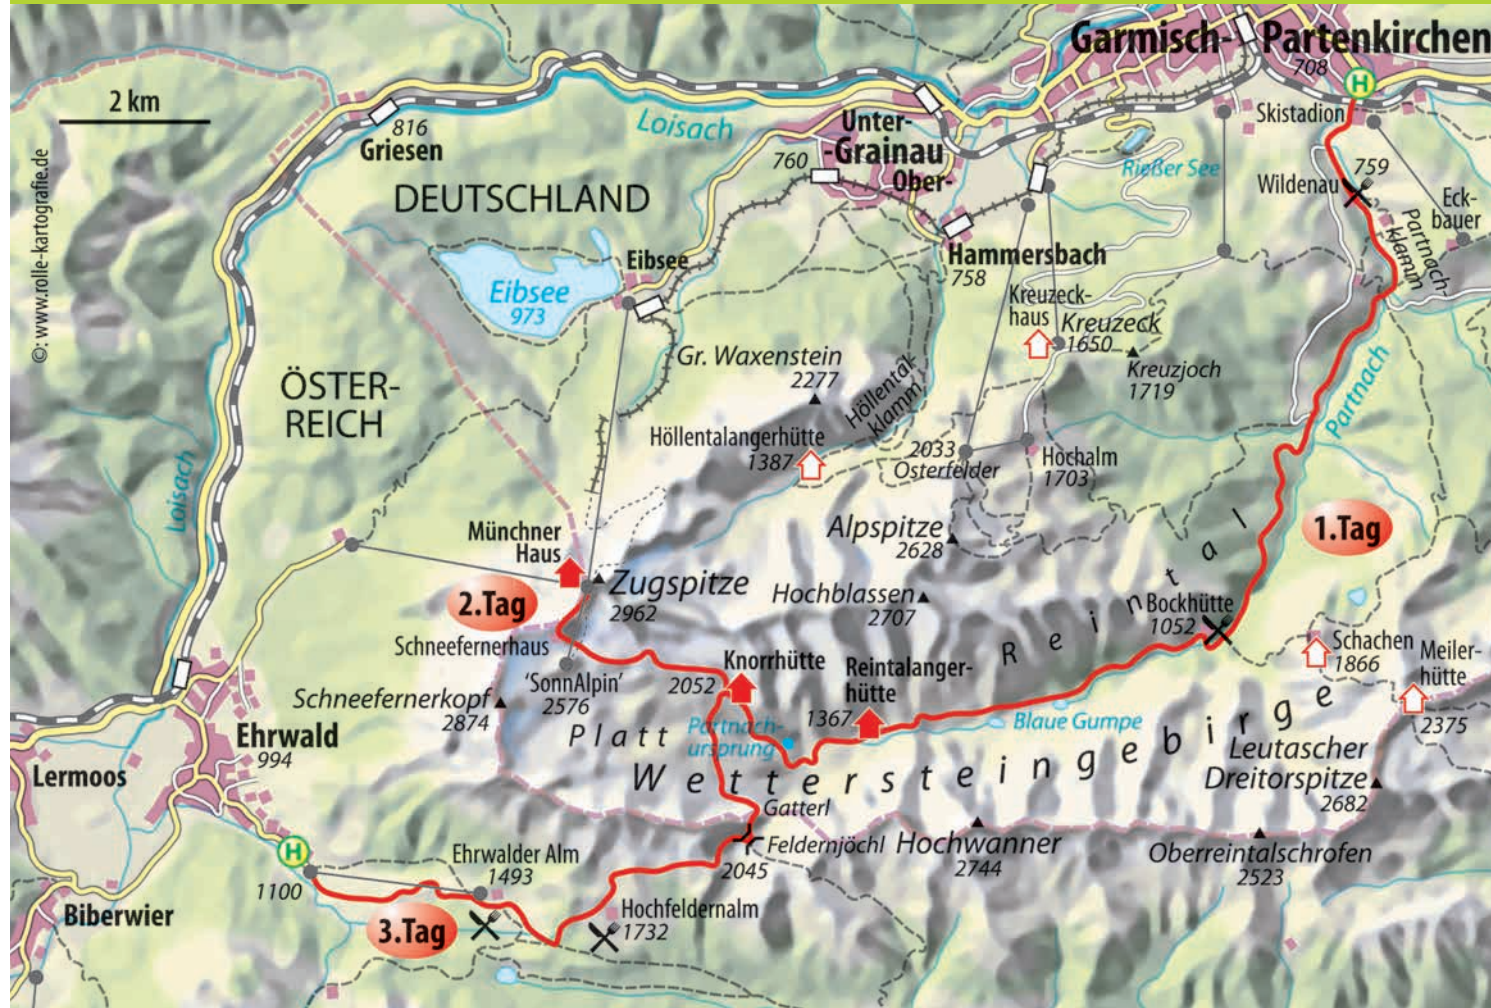 Garmisch-Partenkirchen
708
2 km
816
Griesen
Loisach
Unter-
-Grainau
Ober-
760
Rießer See
Skistadion
H
759
Wildenau
Eck-
bauer
Partnach-
klamm
DEUTSCHLAND
© www.rolle-kartografie.de
Eibsee
Eibsee
973
Hammersbach
758
Kreuzeck-
haus
Kreuzeck
1650
Kreuzjoch
1719
Gr. Waxenstein
2277
ÖSTER-
REICH
Höllental-
klamm
Partnach
Höllentalangerhütte
1387
2033
Osterfelder
Hochalm
1703
Loisach
Münchner
Haus
Alpspitze
2628
1.Tag
2.Tag
Zugspitze
2962
Hochblassen
2707
Reintal
Bockhütte
1052
Schneefernerhaus
Knorrhütte
2052
Reintalanger-
hütte
1367
Schachen
1866
Meiler-
hütte
2375
Schneefernerkopf
2874
'SonnAlpin'
2576
Platt
Partnach-
ursprung
Blaue Gumpe
Wettersteingebirge
Leutascher
Dreitorspitze
2682
Ehrwald
994
Lermoos
Gatterl
Feldernjöchl
2045
Hochwanner
2744
Oberreintalschrofen
2523
H
1100
Ehrwalder Alm
1493
Biberwier
3.Tag
Hochfeldernalm
1732